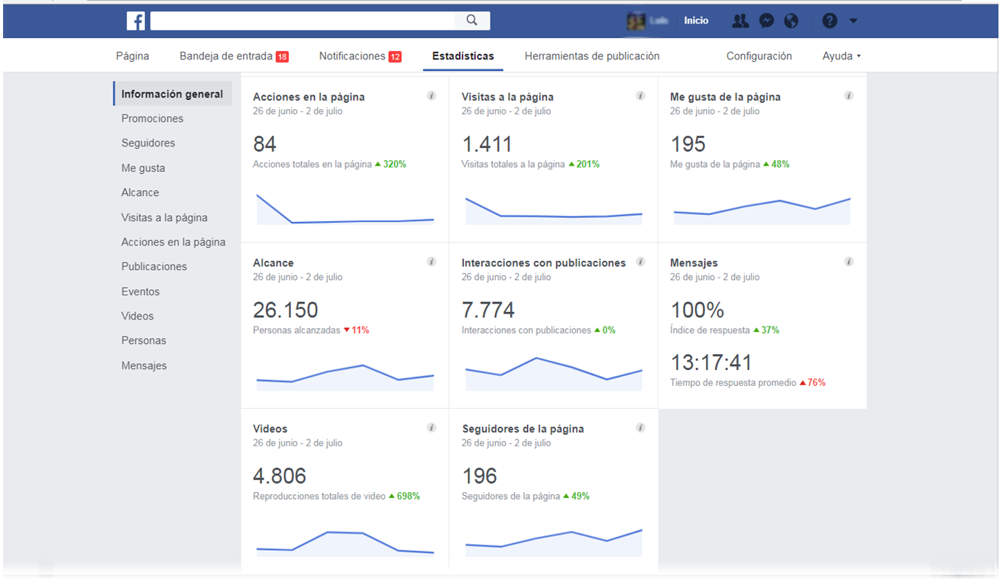 f
Inicio
Página Bandeja de entrada 18 Notificaciones 12 Estadísticas Herramientas de publicación Configuración Ayuda
Información general
Promociones
Seguidores
Me gusta
Alcance
Visitas a la página
Acciones en la página
Publicaciones
Eventos
Videos
Personas
Mensajes
Acciones en la página
26 de junio - 2 de julio
84
Acciones totales en la página 320%
Visitas a la página
26 de junio - 2 de julio
1.411
Visitas totales a la página 201%
Me gusta de la página
26 de junio - 2 de julio
195
Me gusta de la página 48%
Alcance
26 de junio - 2 de julio
26.150
Personas alcanzadas 11%
Interacciones con publicaciones
26 de junio - 2 de julio
7.774
Interacciones con publicaciones 0%
Mensajes
26 de junio - 2 de julio
100%
Índice de respuesta 37%
13:17:41
Tiempo de respuesta promedio 76%
Videos
26 de junio - 2 de julio
4.806
Reproducciones totales de video 698%
Seguidores de la página
26 de junio - 2 de julio
196
Seguidores de la página 49%